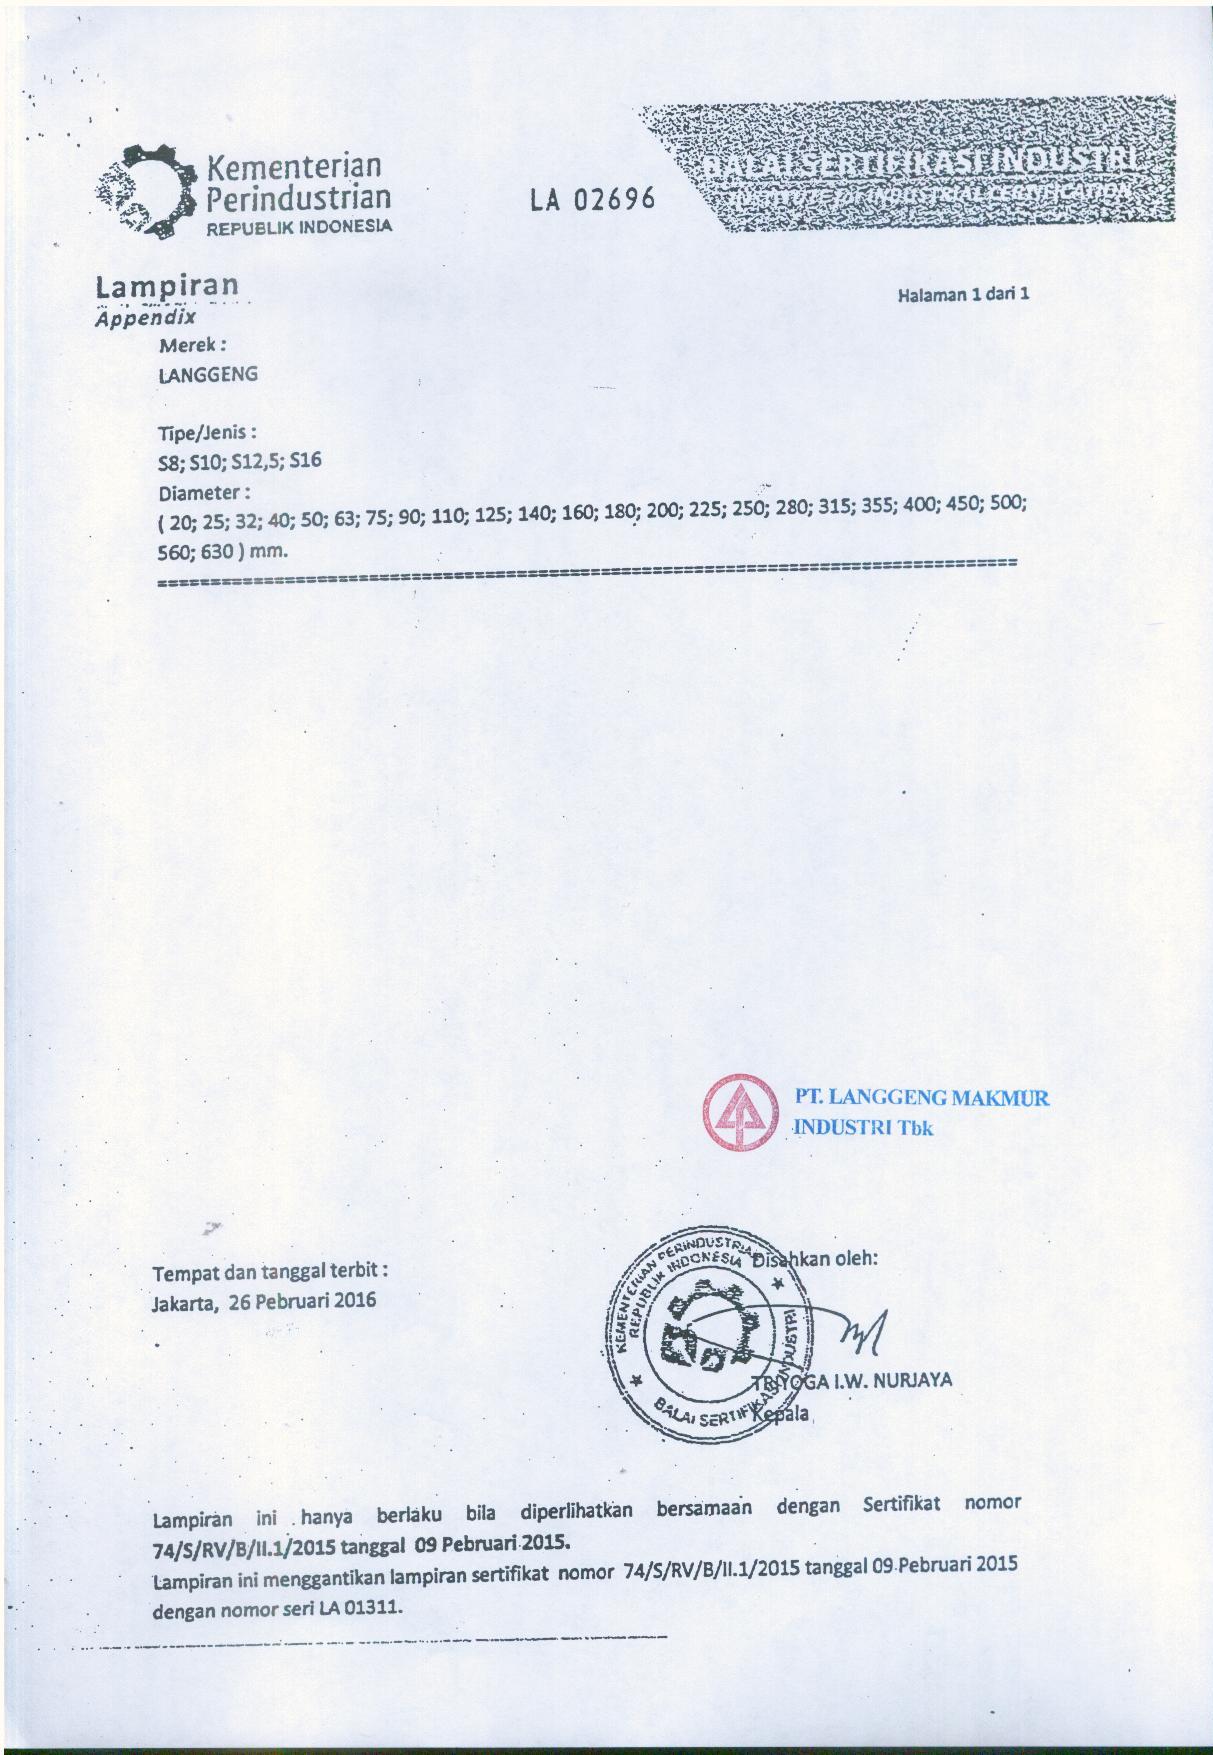 Kementerian
Perindustrian
REPUBLIK INDONESIA
LA 02696
BALAI SERTIFIKASI INDUSTRI
INDUSTRIAL CERTIFICATION
Lampiran
Appendix
Halaman 1 dari 1
Merek :
LANGGENG
Tipe/Jenis :
S8; S10; S12,5; S16
Diameter :
( 20; 25; 32; 40; 50; 63; 75; 90; 110; 125; 140; 160; 180; 200; 225; 250; 280; 315; 355; 400; 450; 500;
560; 630 ) mm.
PT. LANGGENG MAKMUR
INDUSTRI Tbk
Tempat dan tanggal terbit :
Jakarta, 26 Pebruari 2016
KEMENTERIAN PERINDUSTRIAN
REPUBLIK INDONESIA
BALAI SERTIFIKASI INDUSTRI
Disahkan oleh:
TRIYOGA I.W. NURJAYA
Kepala
Lampiran ini hanya berlaku bila diperlihatkan bersamaan dengan Sertifikat nomor
74/S/RV/B/II.1/2015 tanggal 09 Pebruari 2015.
Lampiran ini menggantikan lampiran sertifikat nomor 74/S/RV/B/II.1/2015 tanggal 09 Pebruari 2015
dengan nomor seri LA 01311.